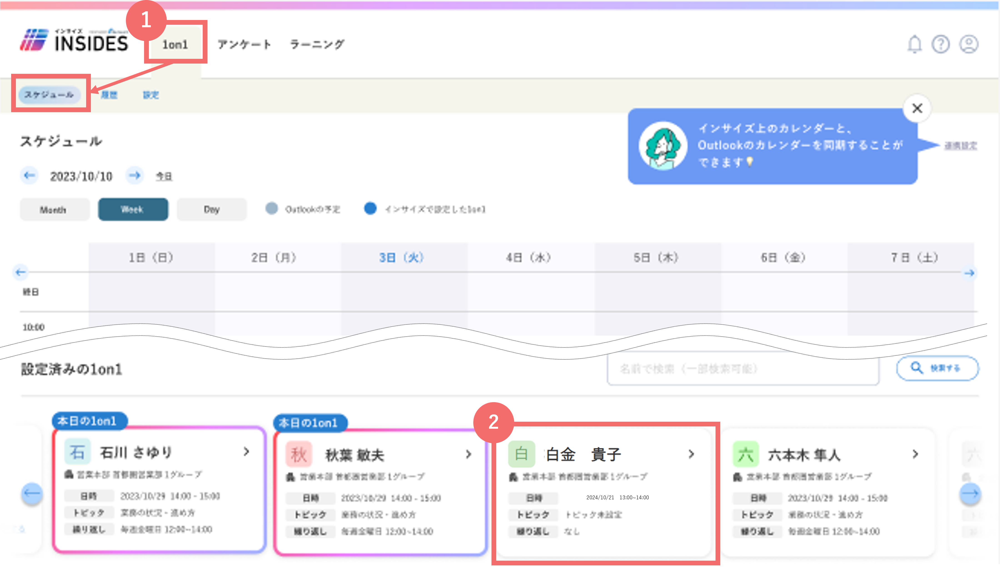 1
インサイズ
INSIDES
1on1
アンケート
ラーニング
スケジュール
履歴
設定
スケジュール
インサイズ上のカレンダーと、
Outlookのカレンダーを同期することが
できます💡
連携設定
2023/10/10
今日
Month
Week
Day
Outlookの予定
インサイズで設定した1on1
1日（日）
2日（月）
3日（火）
4日（水）
5日（木）
6日（金）
7 日（土）
終日
10:00
設定済みの1on1
名前で検索（一部検索可能）
検索する
本日の1on1
石
石川 さゆり
営業本部 首都圏営業部 1グループ
日時
2023/10/29 14:00 - 15:00
トピック
業務の状況・進め方
繰り返し
毎週金曜日 12:00~14:00
本日の1on1
秋
秋葉 敏夫
営業本部 首都圏営業部 1グループ
日時
2023/10/29 14:00 - 15:00
トピック
業務の状況・進め方
繰り返し
毎週金曜日 12:00~14:00
2
白
白金　貴子
営業本部 首都圏営業部 1グループ
日時
2024/10/21 13:00~14:00
トピック
トピック未設定
繰り返し
なし
六
六本木 隼人
営業本部 首都圏営業部 1グループ
日時
2023/10/29 14:00 - 15:00
トピック
業務の状況・進め方
繰り返し
毎週金曜日 12:00~14:00
六